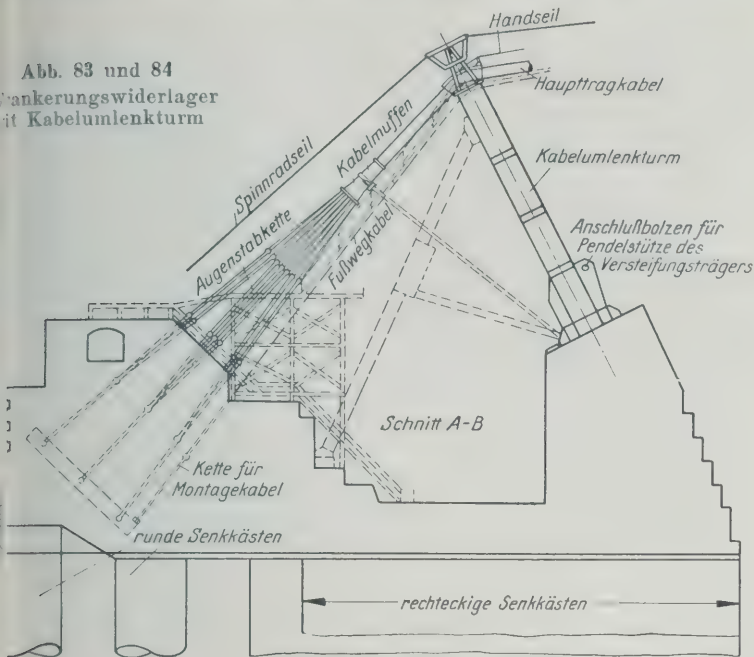 Handseil
Abb. 83 und 84
ankerungswiderlager
it Kabelumlenkturm
Haupttragkabel
Kabelmuffen
Spinnradseil
Kabelumlenkturm
Augenstabkette
Fußwegkabel
Anschlußbolzen für
Pendelstütze des
Versteifungsträgers
Schnitt A-B
Kette für
Montagekabel
runde Senkkästen
rechteckige Senkkästen